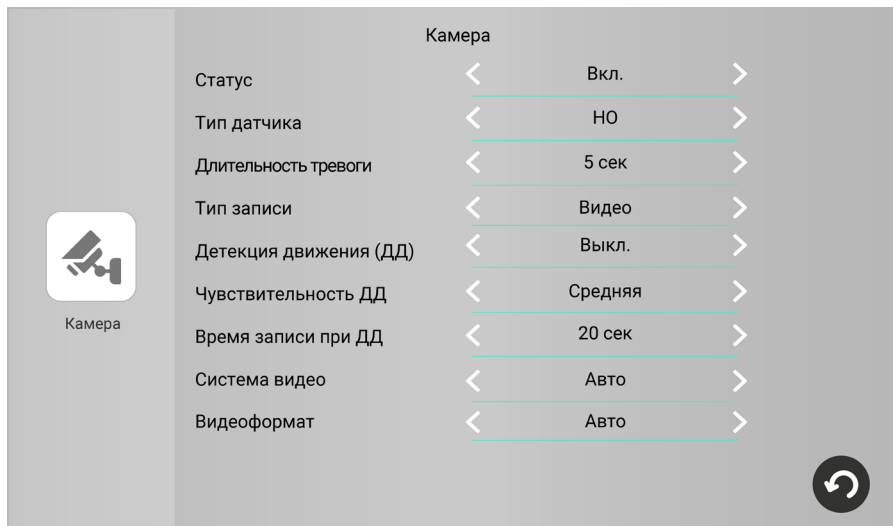 Камера
Статус Вкл.
Тип датчика НО
Длительность тревоги 5 сек
Тип записи Видео
Детекция движения (ДД) Выкл.
Чувствительность ДД Средняя
Камера
Время записи при ДД 20 сек
Система видео Авто
Видеоформат Авто